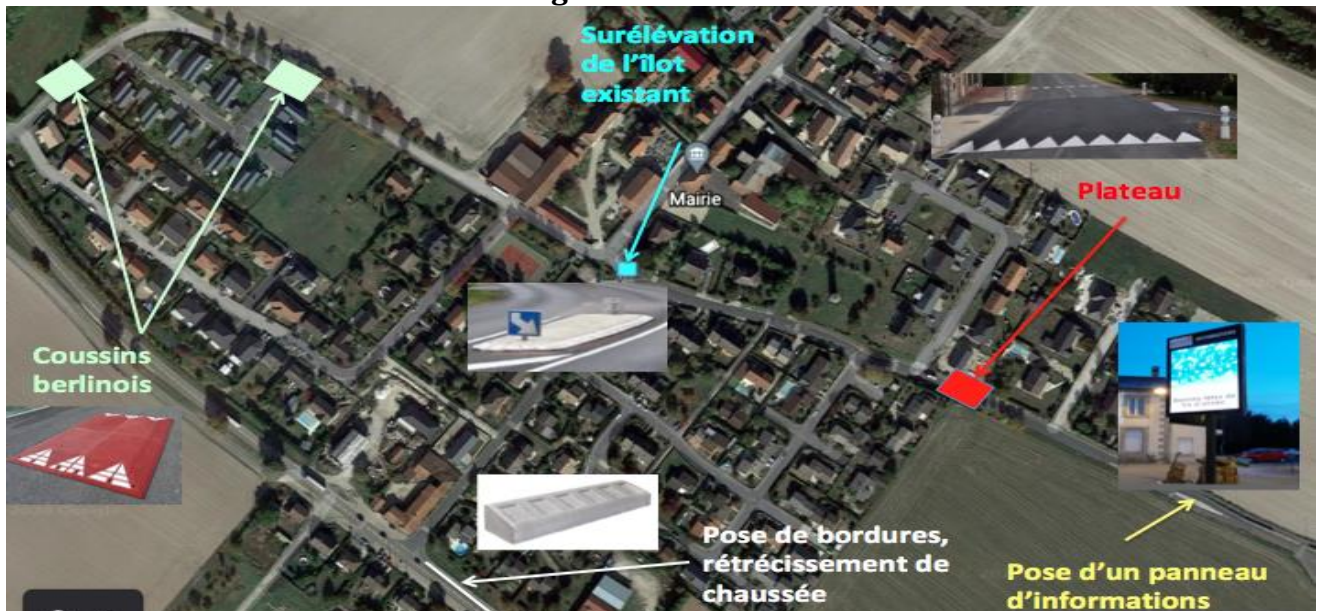 Surélévation
de l'îlot
existant
Mairie
Plateau
Coussins
berlinois
Pose de bordures,
rétrécissement de
chaussée
Pose d'un panneau
d'informations